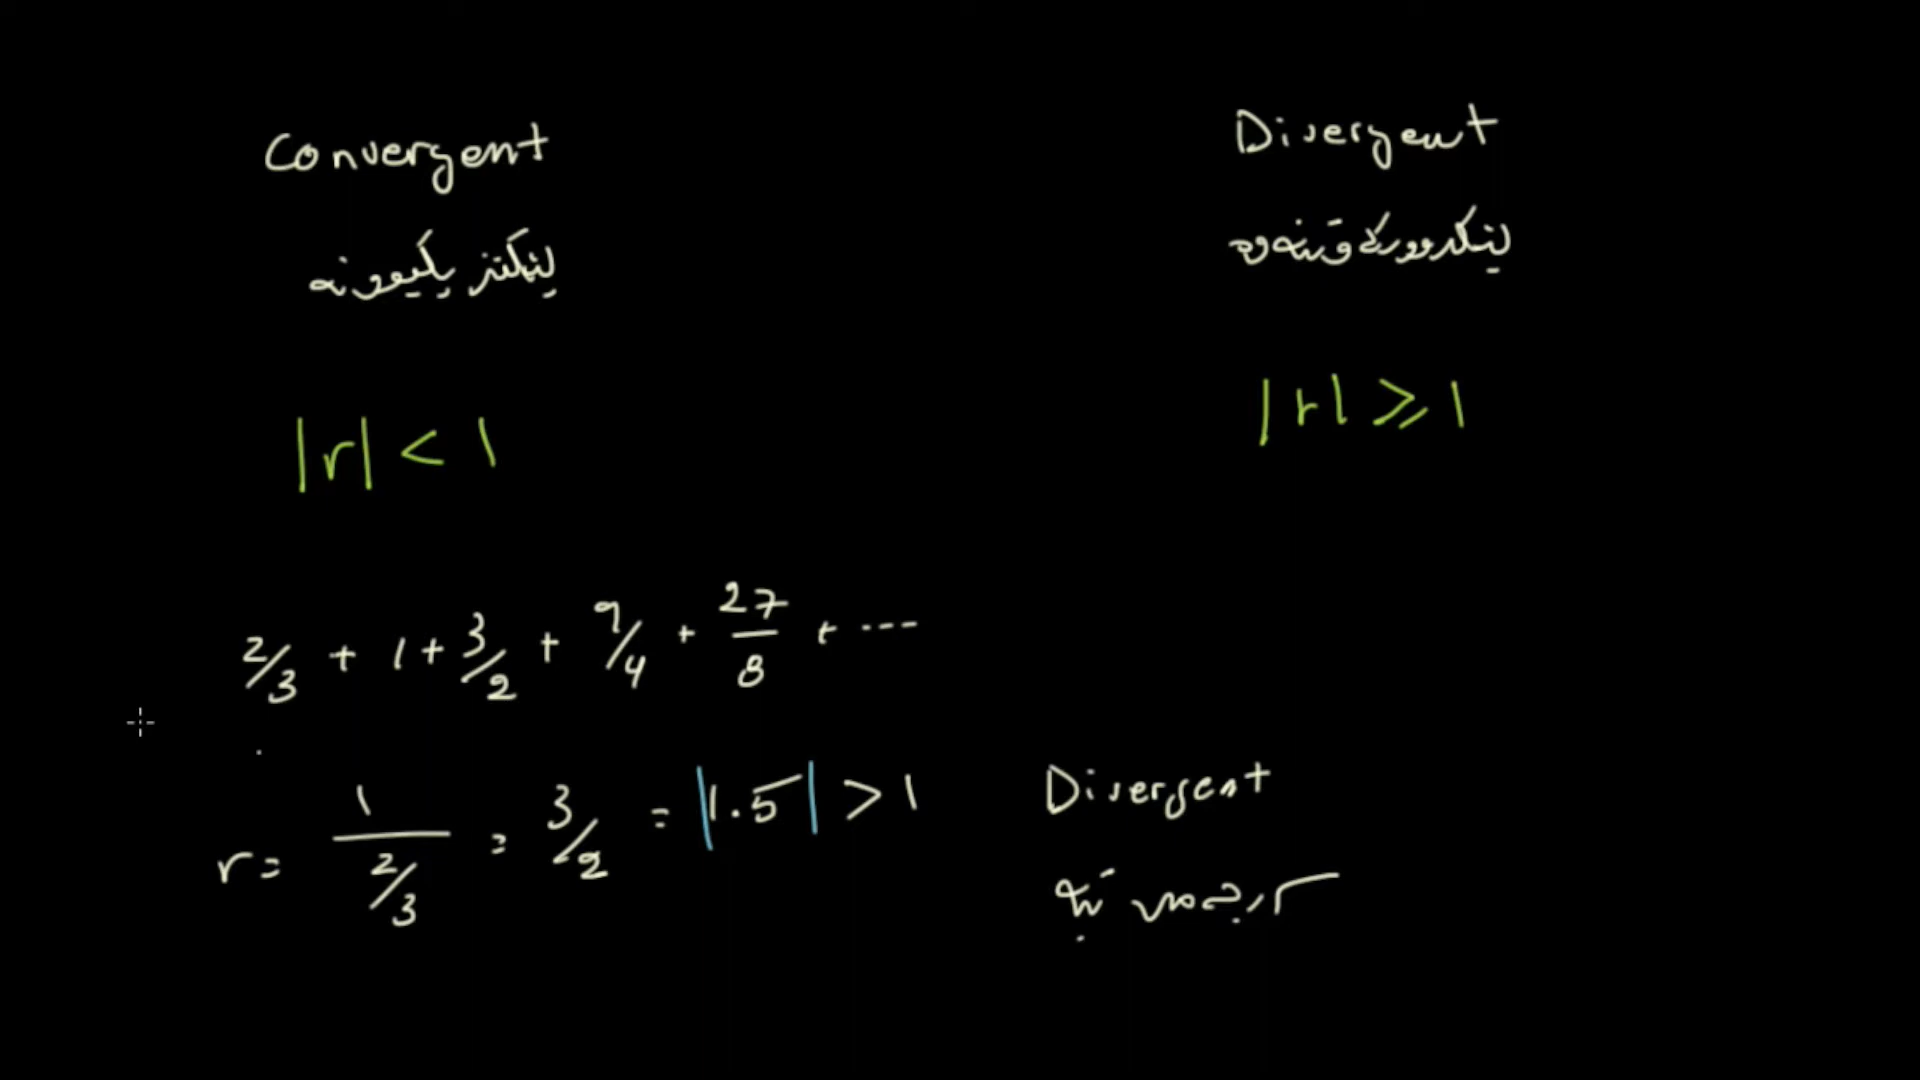 Convergent
Divergent
لێکنزیکبوونە
لێکدوورکەوتنەوە
|r| < 1
|r| ⩾ 1
2/3 + 1 + 3/2 + 9/4 + 27/8 + ---
r = 1/(2/3) = 3/2 = |1.5| > 1
Divergent
نیە